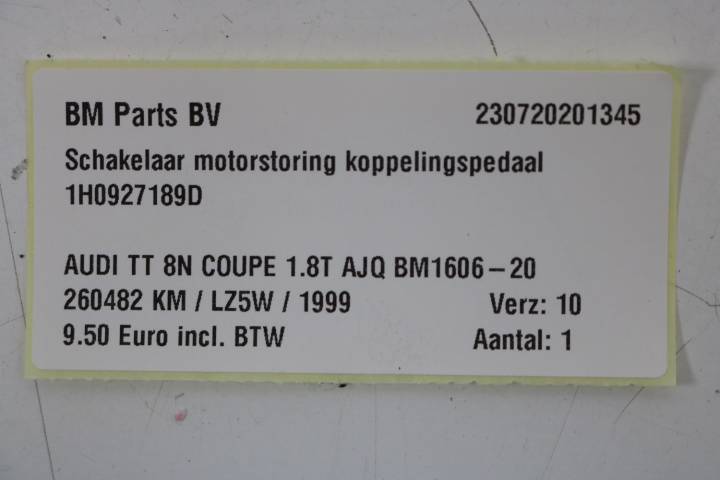 BM Parts BV 230720201345
Schakelaar motorstoring koppelingspedaal
1H0927189D
AUDI TT 8N COUPE 1.8T AJQ BM1606-20
260482 KM / LZ5W / 1999 Verz: 10
9.50 Euro incl. BTW Aantal: 1